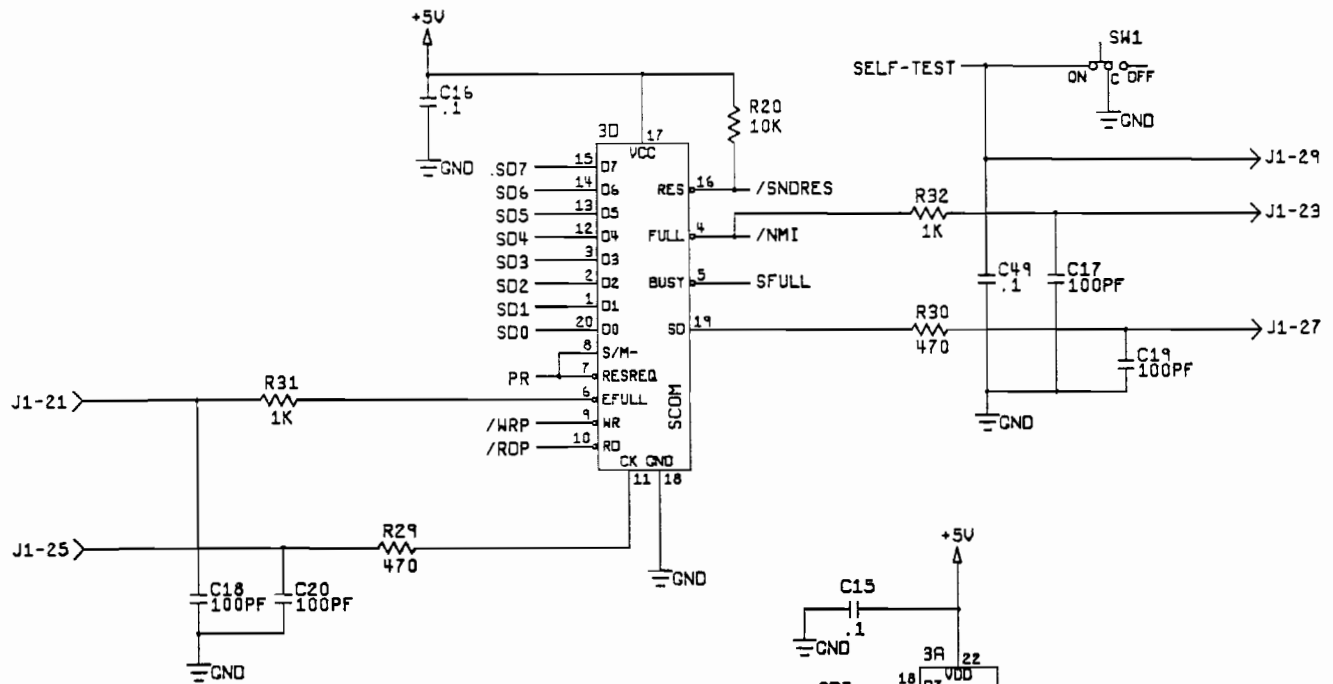 +5V
C16
.1
GND
R20
10K
3D
17
VCC
.SD7 15 D7
SD6 14 D6
SD5 13 D5
SD4 12 D4
SD3 3 D3
SD2 2 D2
SD1 1 D1
SD0 20 D0
8 S/M-
PR 7 RESREQ
6 EFULL
/WRP 9 WR
/RDP 10 RD
RES 16 /SNDRES
FULL 4 /NMI
BUSY 5 SFULL
SD 19
SCOM
CK GND
11 18
GND
SELF-TEST
SW1
ON C OFF
GND
J1-29
R32
1K
J1-23
C49
.1
C17
100PF
R30
470
J1-27
C19
100PF
GND
J1-21
R31
1K
J1-25
R29
470
C18
100PF
C20
100PF
GND
+5V
C15
.1
GND
3A
22
VDD
18